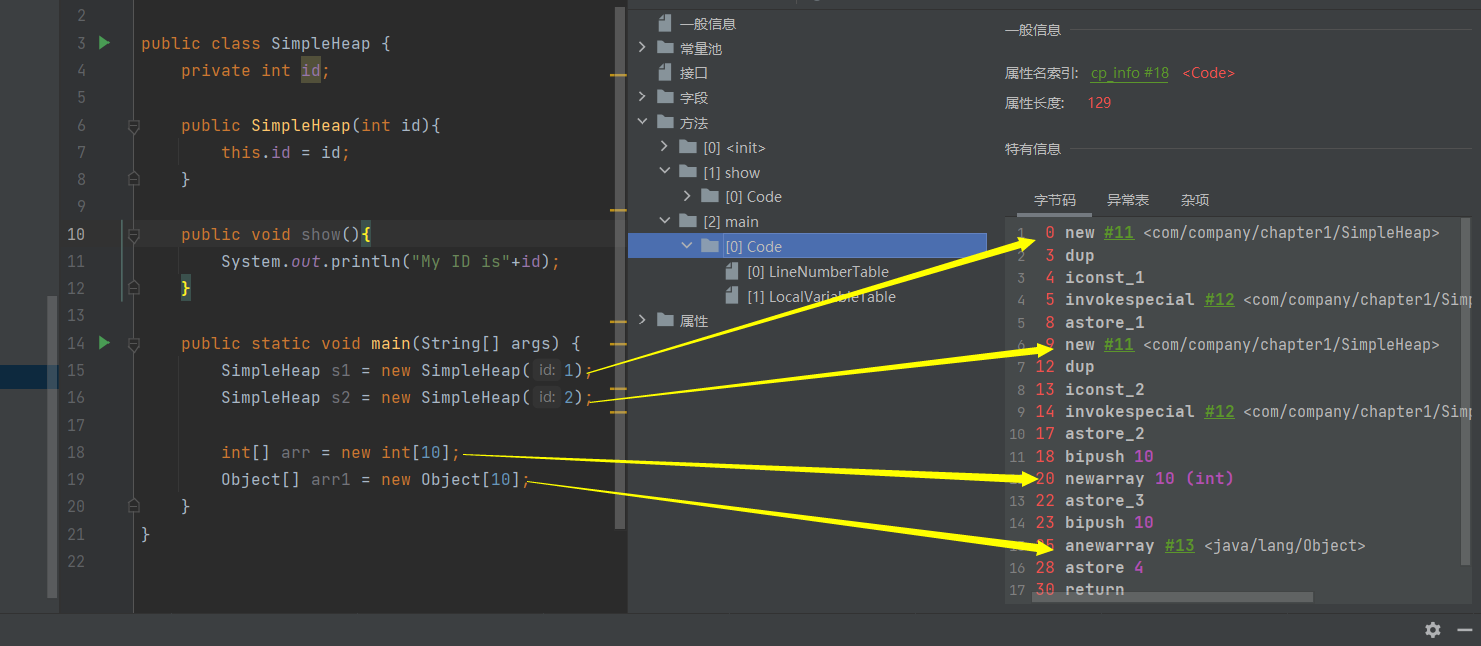 2
3 public class SimpleHeap {
4 private int id;
5
6 public SimpleHeap(int id){
7 this.id = id;
8 }
9
10 public void show(){
11 System.out.println("My ID is"+id);
12 }
13
14 public static void main(String[] args) {
15 SimpleHeap s1 = new SimpleHeap( id: 1);
16 SimpleHeap s2 = new SimpleHeap( id: 2);
17
18 int[] arr = new int[10];
19 Object[] arr1 = new Object[10];
20 }
21 }
22
一般信息
常量池
接口
字段
方法
[0] <init>
[1] show
[0] Code
[2] main
[0] Code
[0] LineNumberTable
[1] LocalVariableTable
属性
一般信息
属性名索引: cp_info #18 <Code>
属性长度: 129
特有信息
字节码 异常表 杂项
1 0 new #11 <com/company/chapter1/SimpleHeap>
2 3 dup
3 4 iconst_1
4 5 invokespecial #12 <com/company/chapter1/Simp
5 8 astore_1
6 9 new #11 <com/company/chapter1/SimpleHeap>
7 12 dup
8 13 iconst_2
9 14 invokespecial #12 <com/company/chapter1/Simp
10 17 astore_2
11 18 bipush 10
20 newarray 10 (int)
13 22 astore_3
14 23 bipush 10
25 anewarray #13 <java/lang/Object>
16 28 astore 4
17 30 return